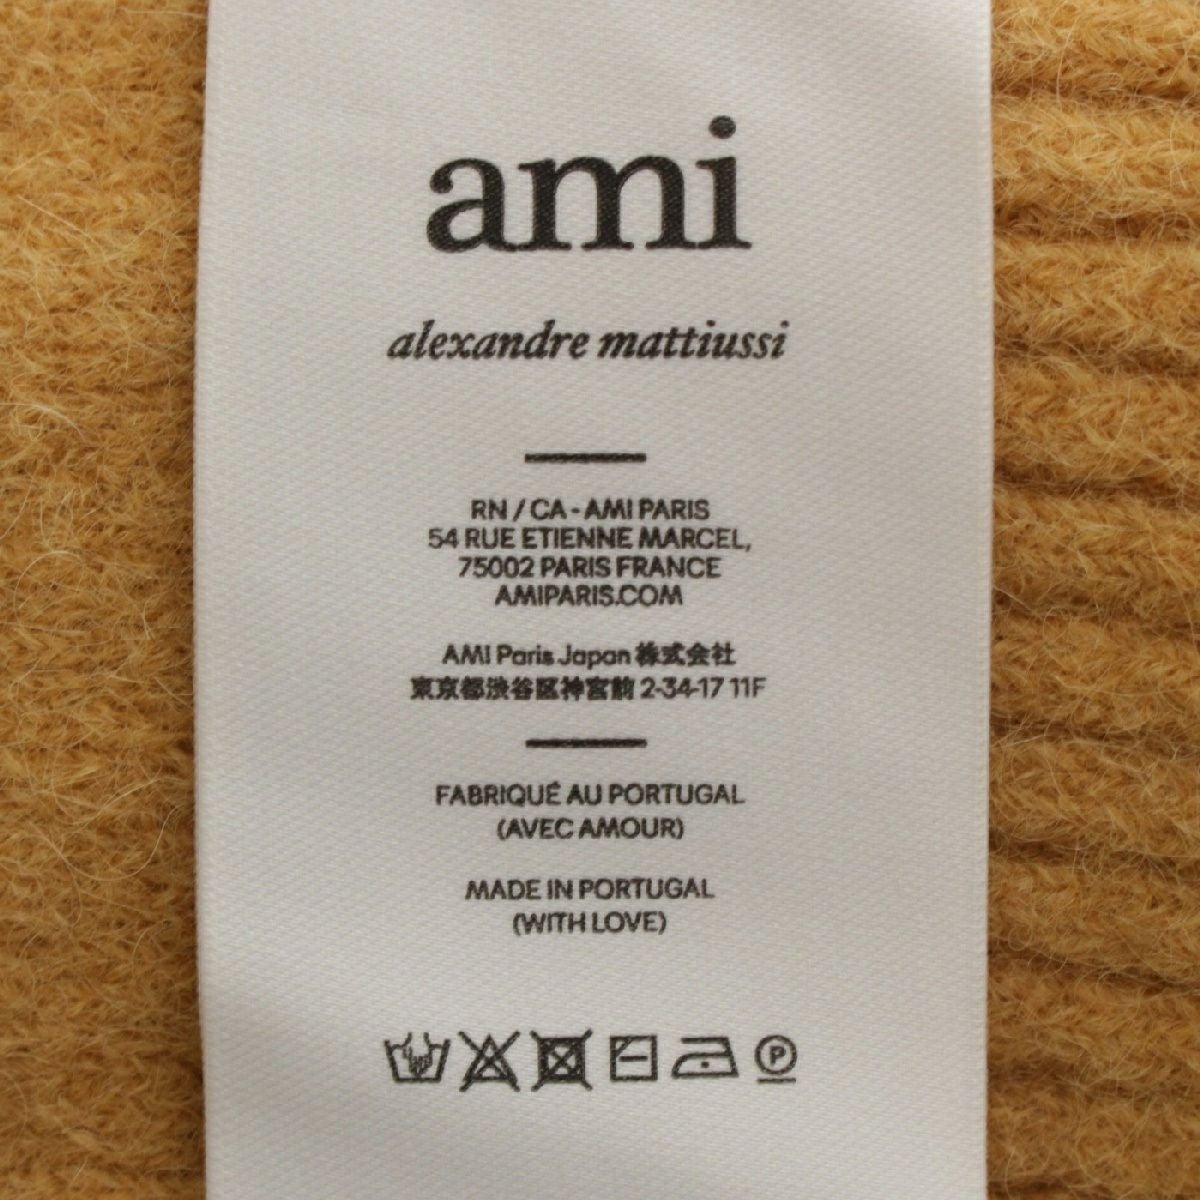 ami
alexandre mattiussi
RN / CA - AMI PARIS
54 RUE ETIENNE MARCEL,
75002 PARIS FRANCE
AMIPARIS.COM
AMI Paris Japan 株式会社
東京都渋谷区神宮前 2-34-17 11F
FABRIQUÉ AU PORTUGAL
(AVEC AMOUR)
MADE IN PORTUGAL
(WITH LOVE)
P